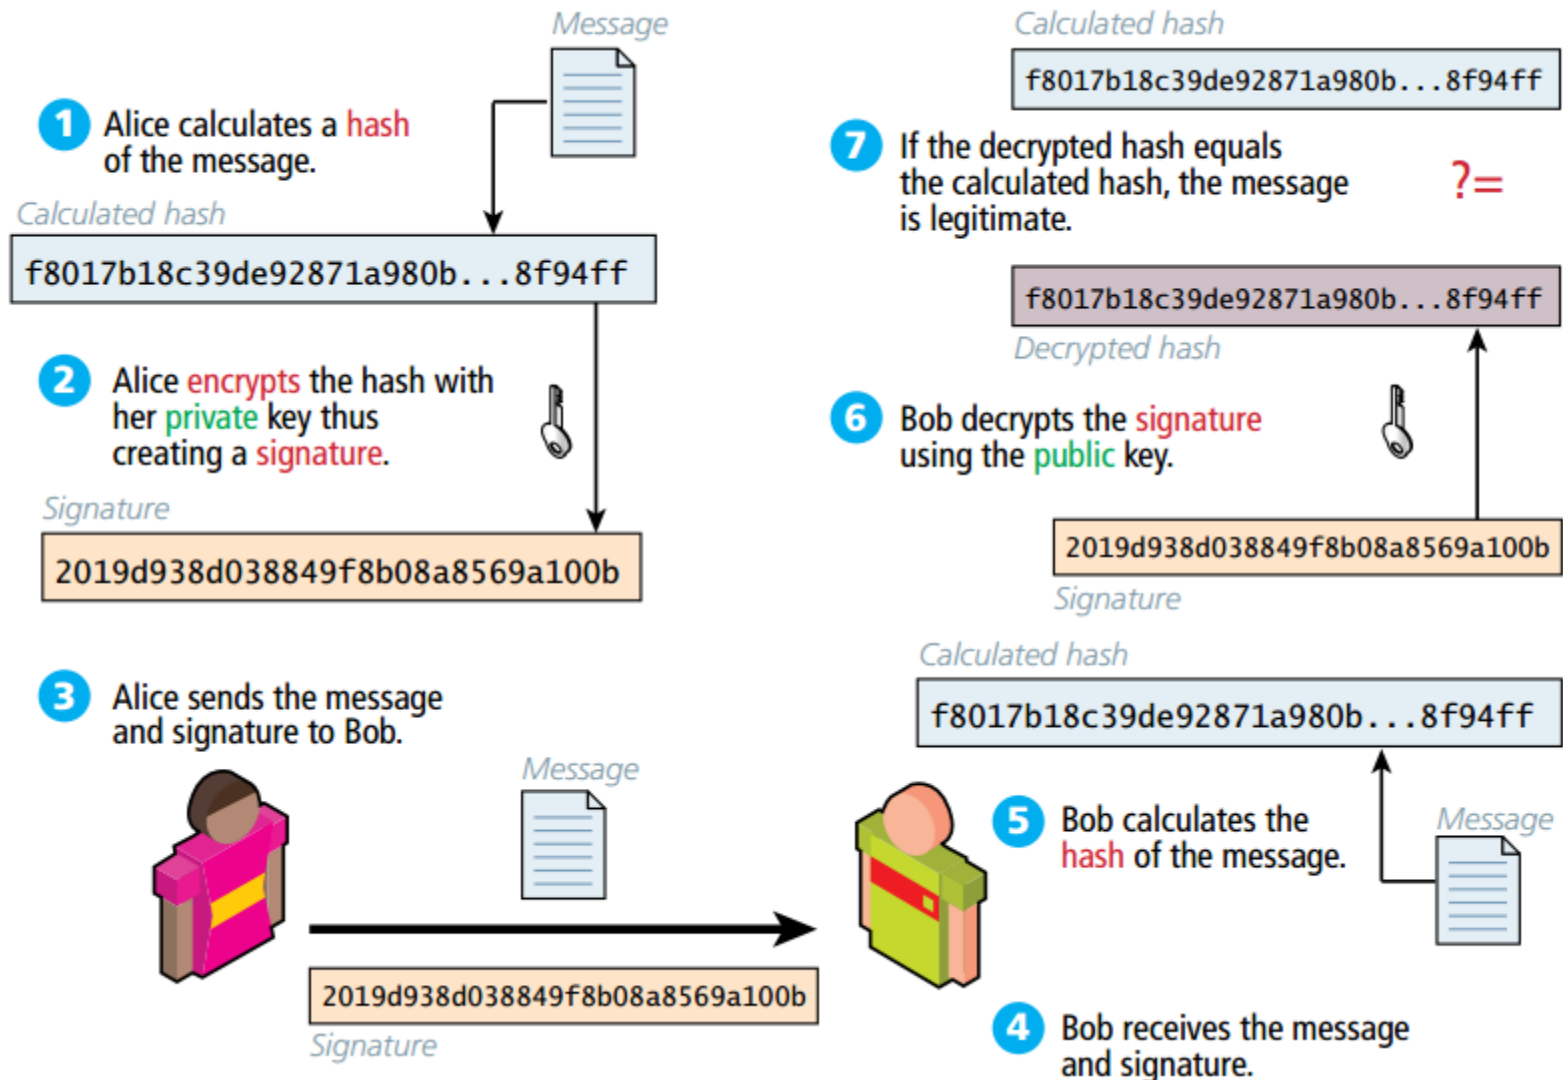 Message
1 Alice calculates a hash
of the message.
Calculated hash
f8017b18c39de92871a980b...8f94ff
2 Alice encrypts the hash with
her private key thus
creating a signature.
Signature
2019d938d038849f8b08a8569a100b
3 Alice sends the message
and signature to Bob.
Message
2019d938d038849f8b08a8569a100b
Signature
4 Bob receives the message
and signature.
5 Bob calculates the
hash of the message.
Message
Calculated hash
f8017b18c39de92871a980b...8f94ff
6 Bob decrypts the signature
using the public key.
2019d938d038849f8b08a8569a100b
Signature
Calculated hash
f8017b18c39de92871a980b...8f94ff
7 If the decrypted hash equals
the calculated hash, the message
is legitimate.
?=
f8017b18c39de92871a980b...8f94ff
Decrypted hash